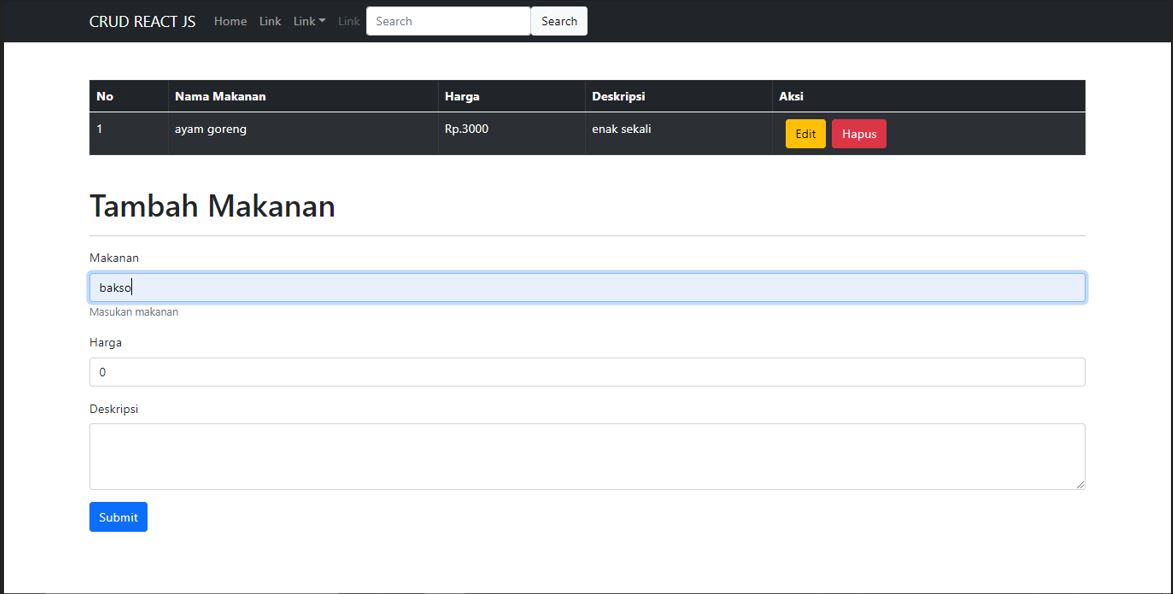 CRUD REACT JS Home Link Link Link Search Search
No Nama Makanan Harga Deskripsi Aksi
1 ayam goreng Rp.3000 enak sekali Edit Hapus
Tambah Makanan
Makanan
bakso
Masukan makanan
Harga
0
Deskripsi
Submit